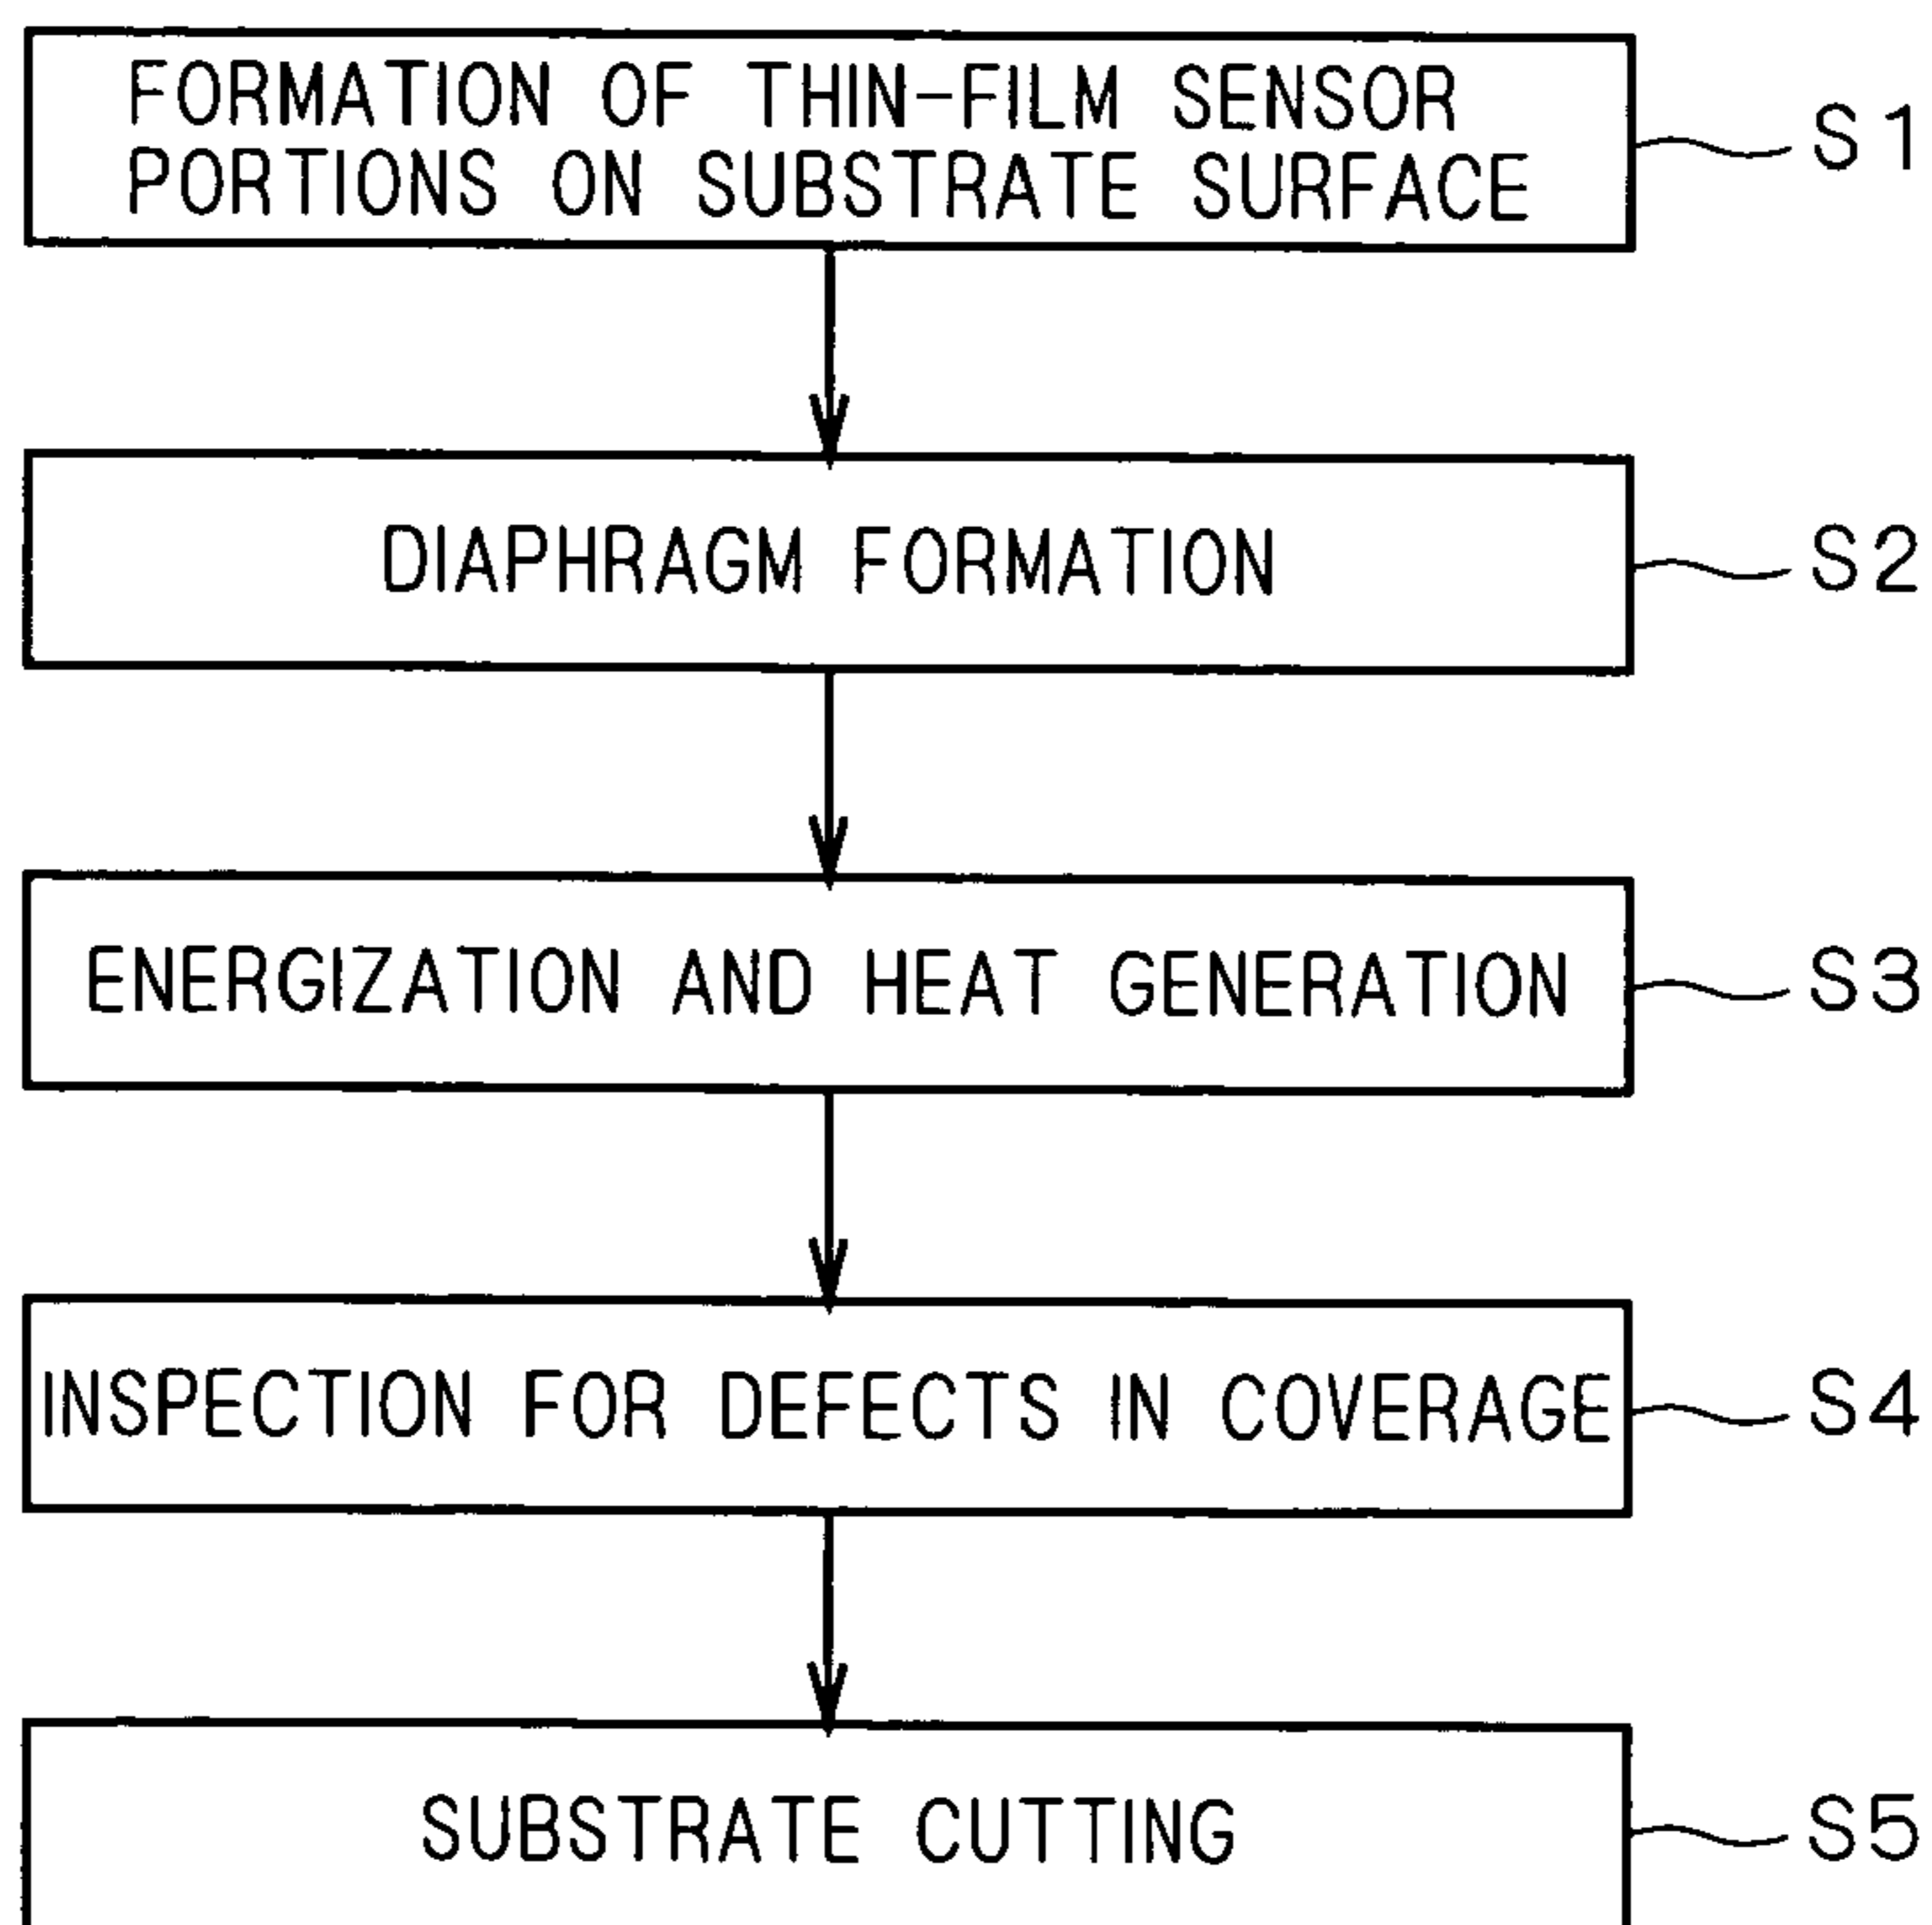 FORMATION OF THIN-FILM SENSOR
PORTIONS ON SUBSTRATE SURFACE
S1
DIAPHRAGM FORMATION
S2
ENERGIZATION AND HEAT GENERATION
S3
INSPECTION FOR DEFECTS IN COVERAGE
S4
SUBSTRATE CUTTING
S5